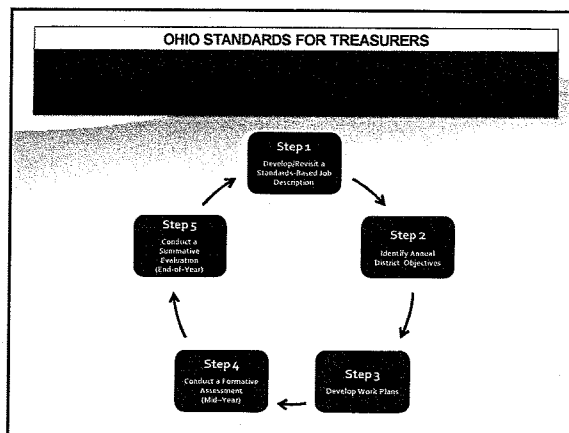 OHIO STANDARDS FOR TREASURERS
Step 1
Develop/Revisit a
Standards-Based Job
Description
Step 2
Identify Annual
District Objectives
Step 3
Develop Work Plans
Step 4
Conduct a Formative
Assessment
(Mid-Year)
Step 5
Conduct a
Summative
Evaluation
(End-of-Year)